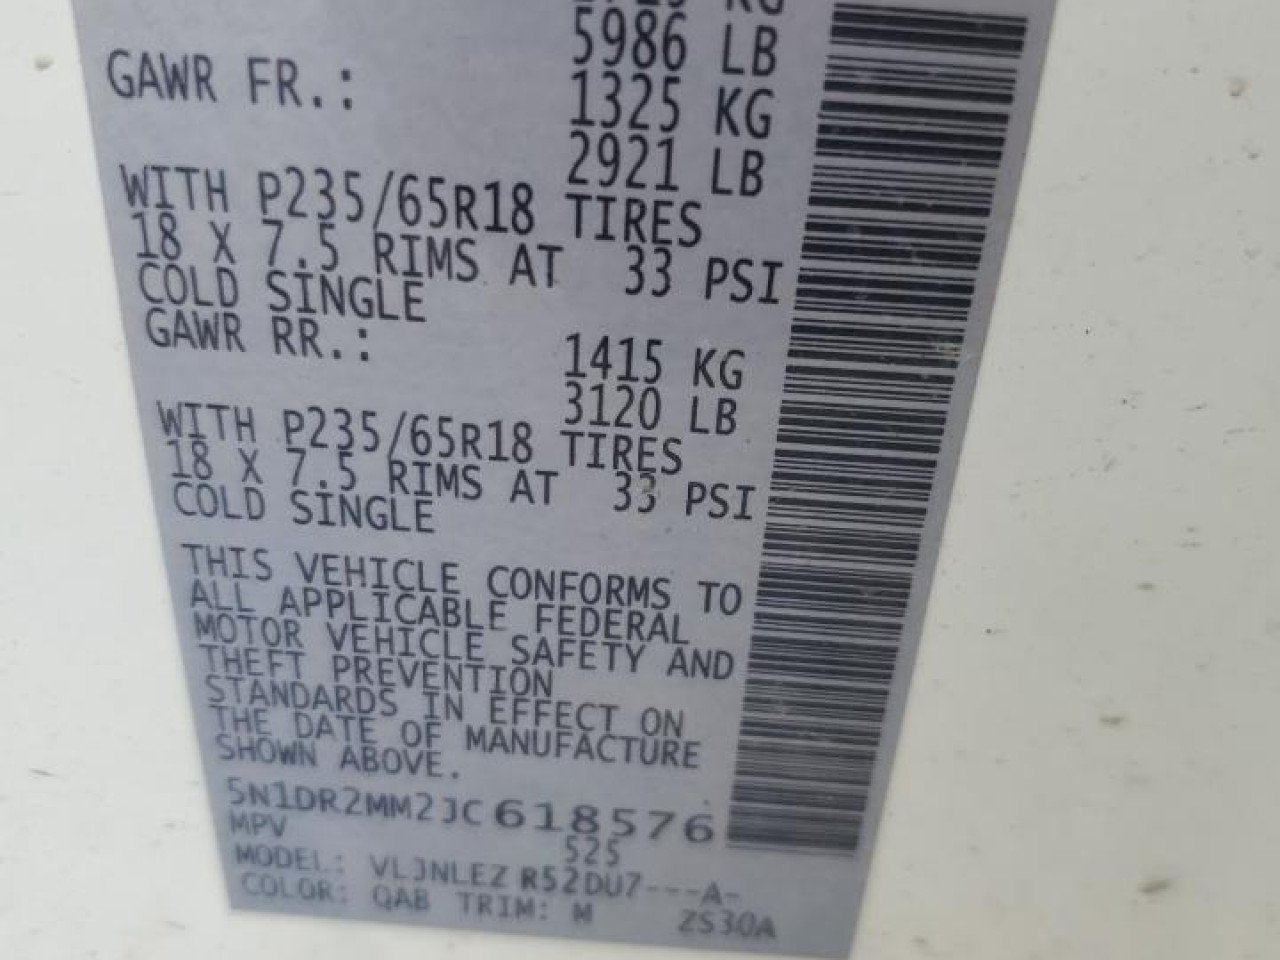 KG
5986 LB
GAWR FR.: 1325 KG
2921 LB
WITH P235/65R18 TIRES
18 X 7.5 RIMS AT 33 PSI
COLD SINGLE
GAWR RR.: 1415 KG
3120 LB
WITH P235/65R18 TIRES
18 X 7.5 RIMS AT 33 PSI
COLD SINGLE
THIS VEHICLE CONFORMS TO
ALL APPLICABLE FEDERAL
MOTOR VEHICLE SAFETY AND
THEFT PREVENTION
STANDARDS IN EFFECT ON
THE DATE OF MANUFACTURE
SHOWN ABOVE.
5N1DR2MM2JC618576
MPV 525
MODEL: VLJNLEZ R52DU7---A-
COLOR: QAB TRIM: M ZS30A